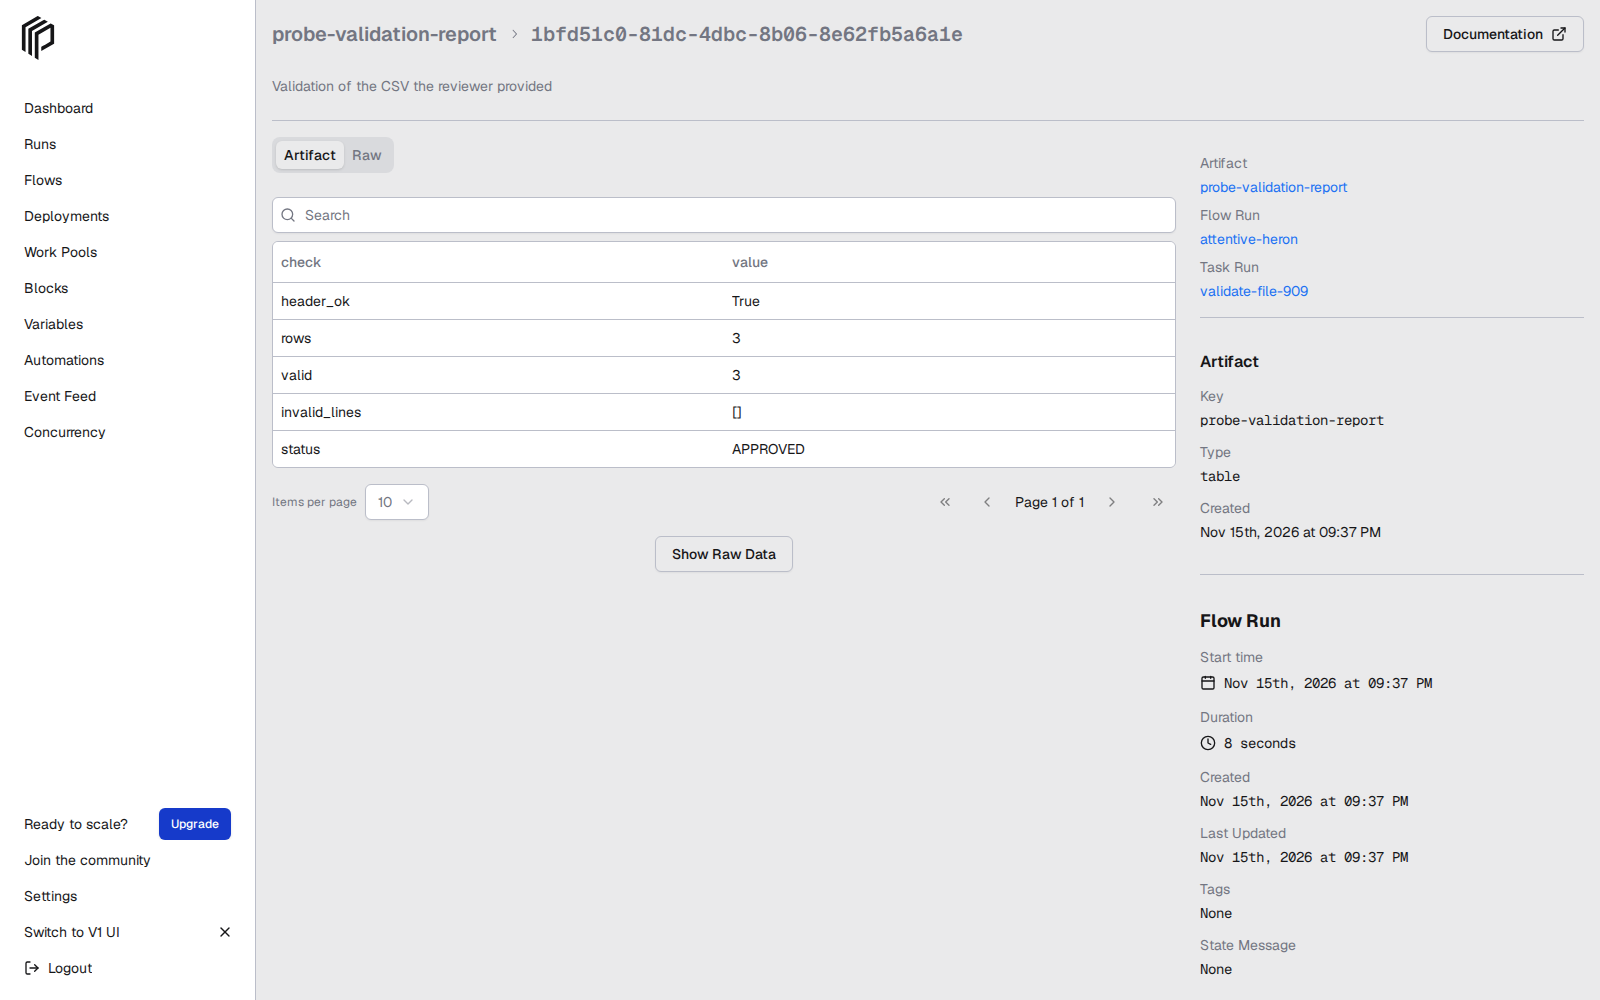 Dashboard
Runs
Flows
Deployments
Work Pools
Blocks
Variables
Automations
Event Feed
Concurrency
Ready to scale? Upgrade
Join the community
Settings
Switch to V1 UI
Logout
probe-validation-report 1bfd51c0-81dc-4dbc-8b06-8e62fb5a6a1e
Documentation
Validation of the CSV the reviewer provided
Artifact Raw
Search
check value
header_ok True
rows 3
valid 3
invalid_lines []
status APPROVED
Items per page 10
Page 1 of 1
Show Raw Data
Artifact
probe-validation-report
Flow Run
attentive-heron
Task Run
validate-file-909
Artifact
Key
probe-validation-report
Type
table
Created
Nov 15th, 2026 at 09:37 PM
Flow Run
Start time
Nov 15th, 2026 at 09:37 PM
Duration
8 seconds
Created
Nov 15th, 2026 at 09:37 PM
Last Updated
Nov 15th, 2026 at 09:37 PM
Tags
None
State Message
None